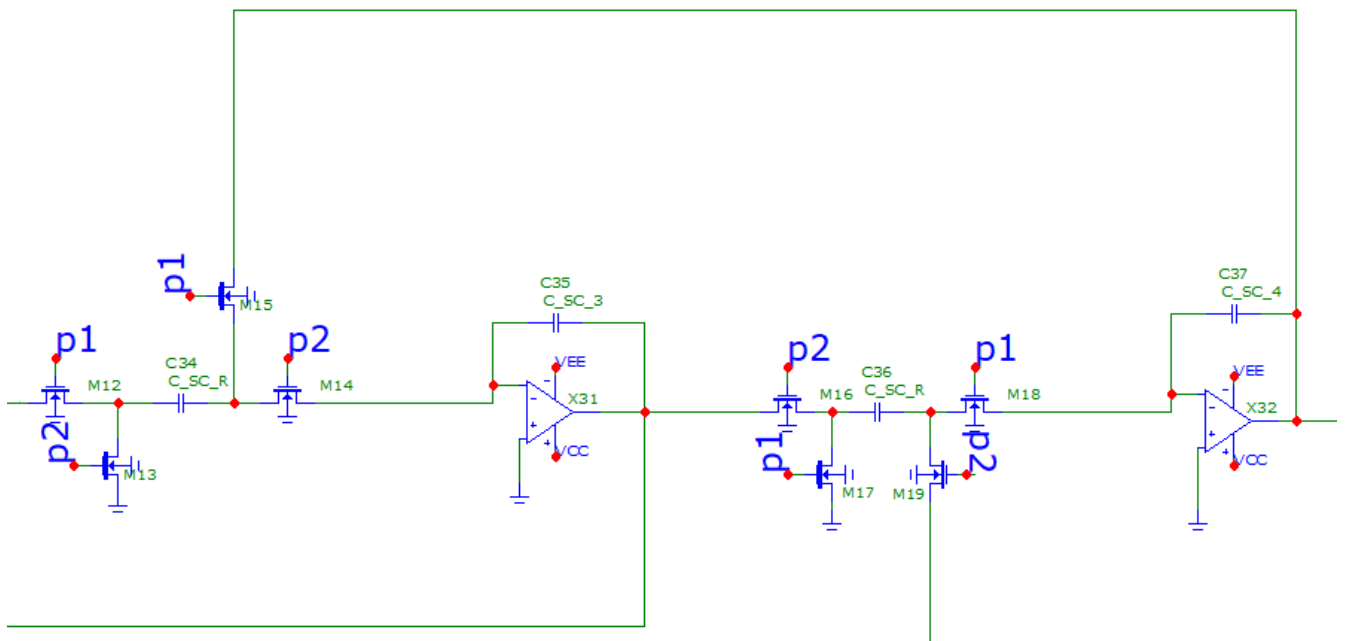 p1
M15
C35
C_SC_3
C37
C_SC_4
p1
M12
C34
C_SC_R
p2
M14
VEE
X31
VCC
p2
M13
p2
M16
C36
C_SC_R
p1
M18
p1
M17
p2
M19
VEE
X32
VCC